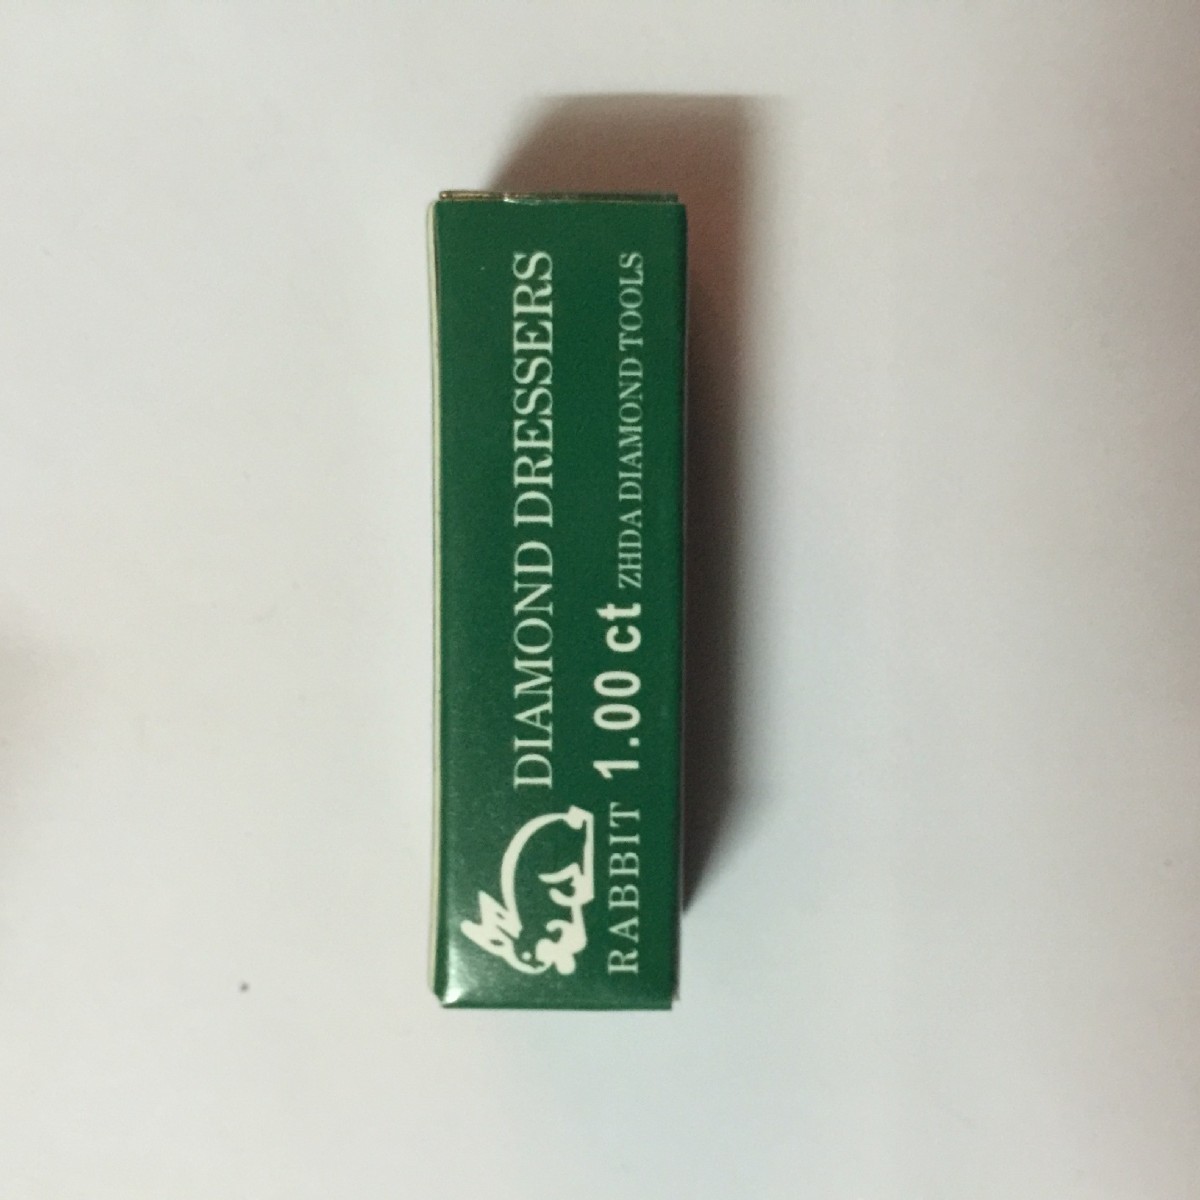 DIAMOND DRESSERS
RABBIT 1.00 ct ZHDA DIAMOND TOOLS